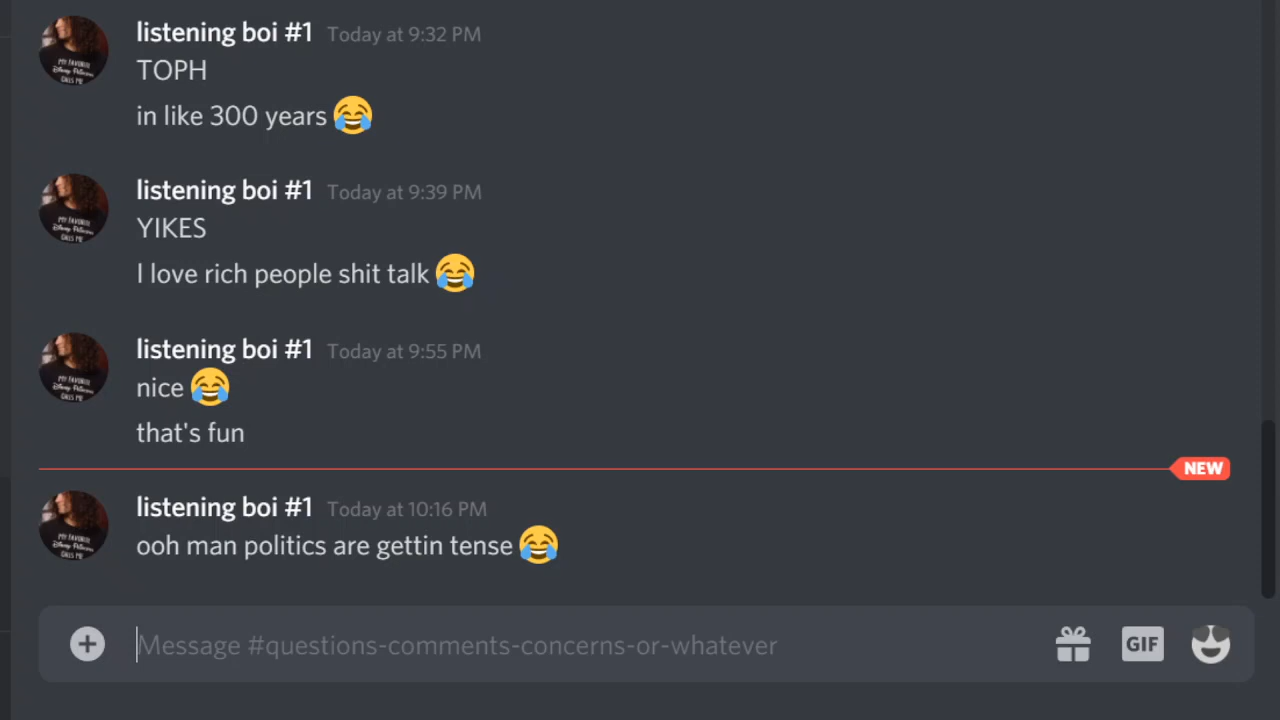 listening boi #1 Today at 9:32 PM
TOPH
in like 300 years 😂
listening boi #1 Today at 9:39 PM
YIKES
I love rich people shit talk 😂
listening boi #1 Today at 9:55 PM
nice 😂
that's fun
NEW
listening boi #1 Today at 10:16 PM
ooh man politics are gettin tense 😂
Message #questions-comments-concerns-or-whatever
GIF